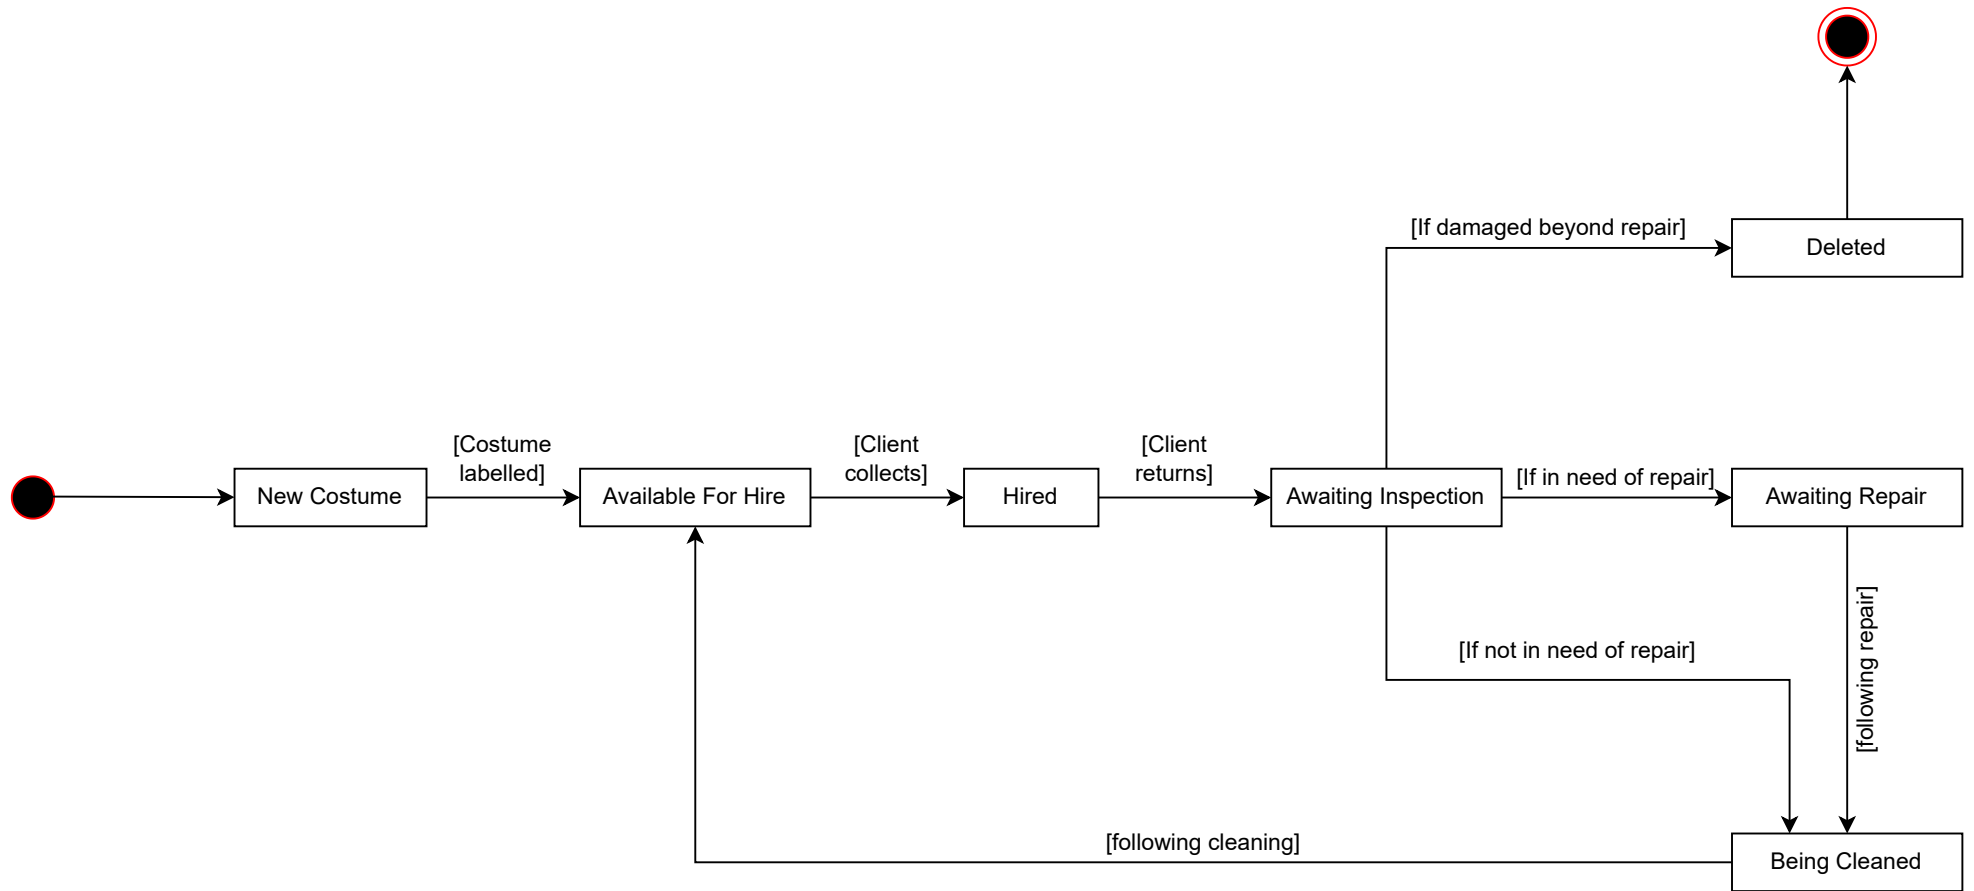 [If damaged beyond repair]
Deleted
[Costume
labelled]
[Client
collects]
[Client
returns]
New Costume
Available For Hire
Hired
Awaiting Inspection
[If in need of repair]
Awaiting Repair
[If not in need of repair]
[following repair]
[following cleaning]
Being Cleaned